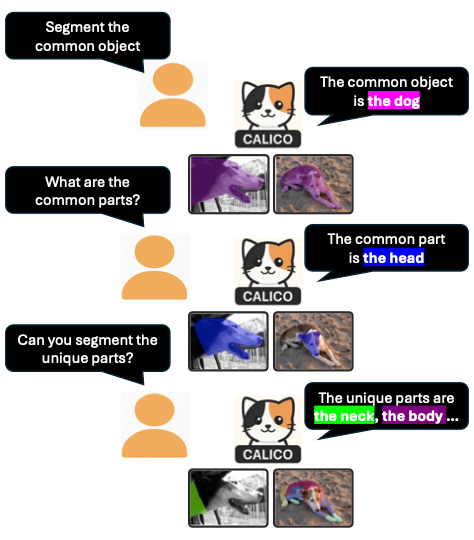 Segment the
common object
The common object
is the dog
CALICO
What are the
common parts?
The common part
is the head
CALICO
Can you segment the
unique parts?
The unique parts are
the neck, the body ...
CALICO